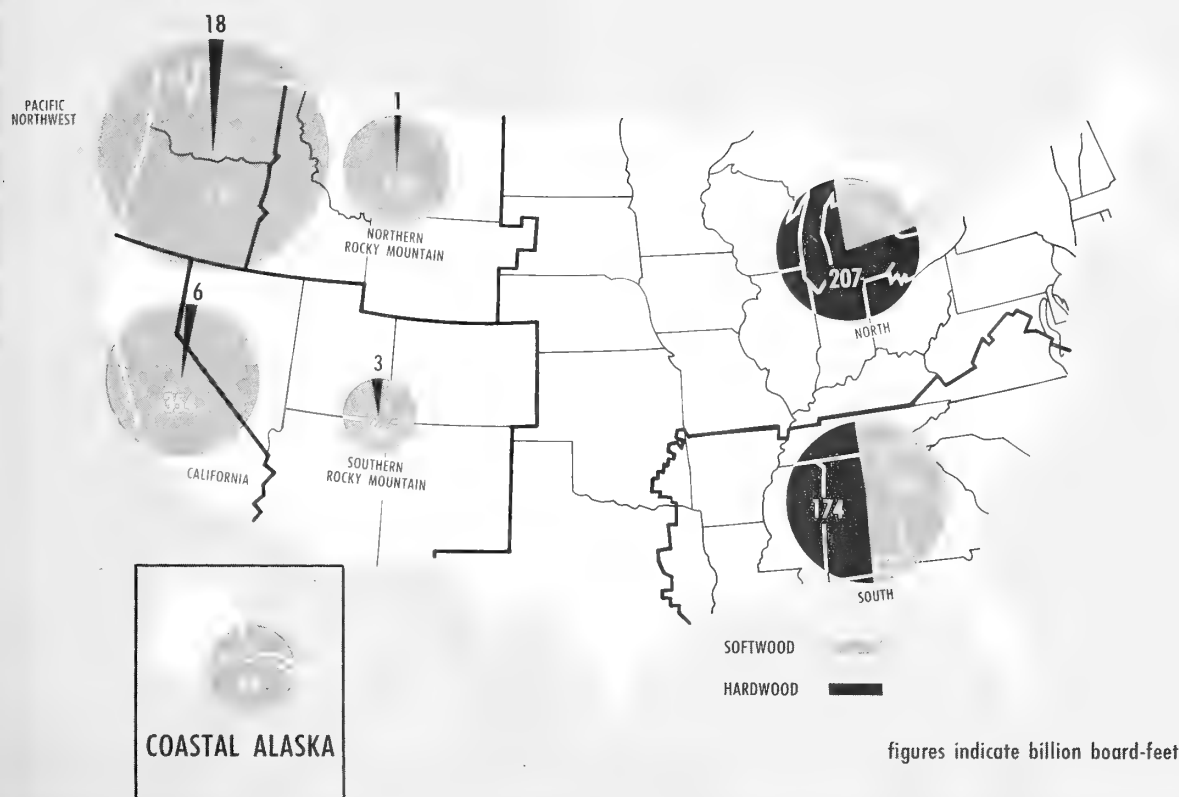 18
PACIFIC
NORTHWEST
1
NORTHERN
ROCKY MOUNTAIN
207
NORTH
6
3
CALIFORNIA
SOUTHERN
ROCKY MOUNTAIN
174
SOUTH
SOFTWOOD
HARDWOOD
COASTAL ALASKA
figures indicate billion board-feet